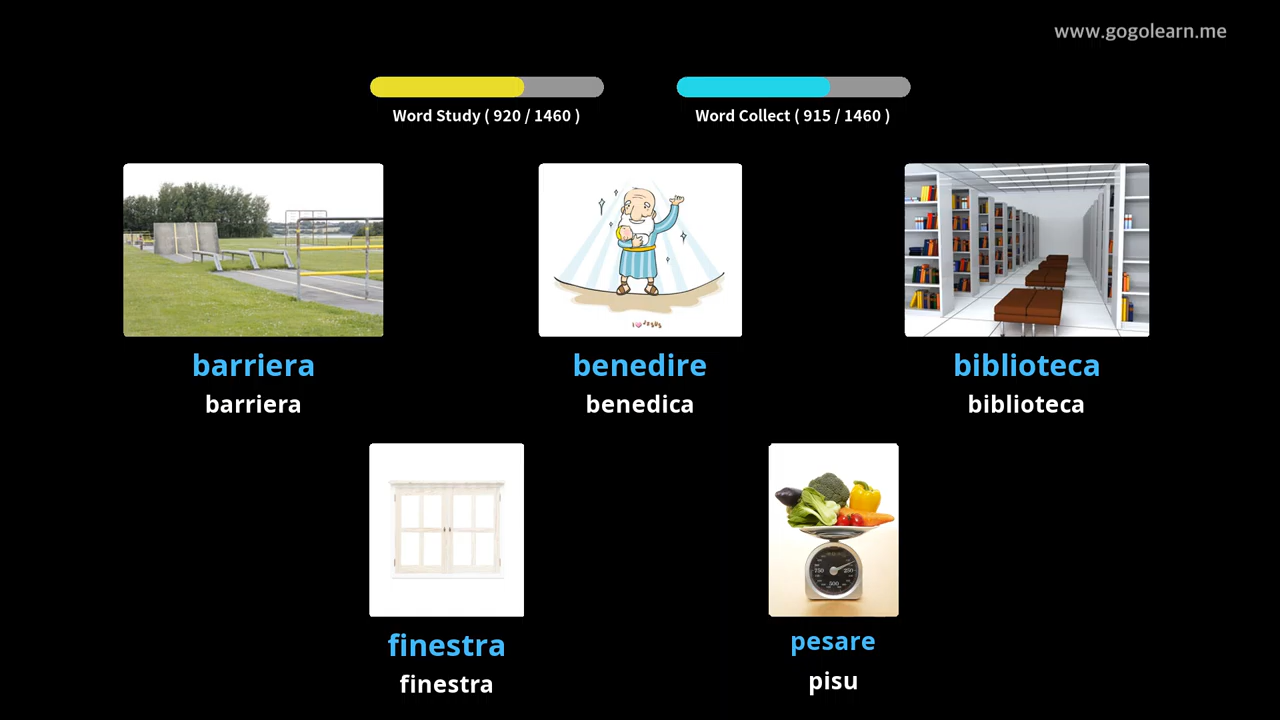 www.gogolearn.me
Word Study ( 920 / 1460 )
Word Collect ( 915 / 1460 )
barriera
barriera
benedire
benedica
biblioteca
biblioteca
finestra
finestra
pesare
pisu